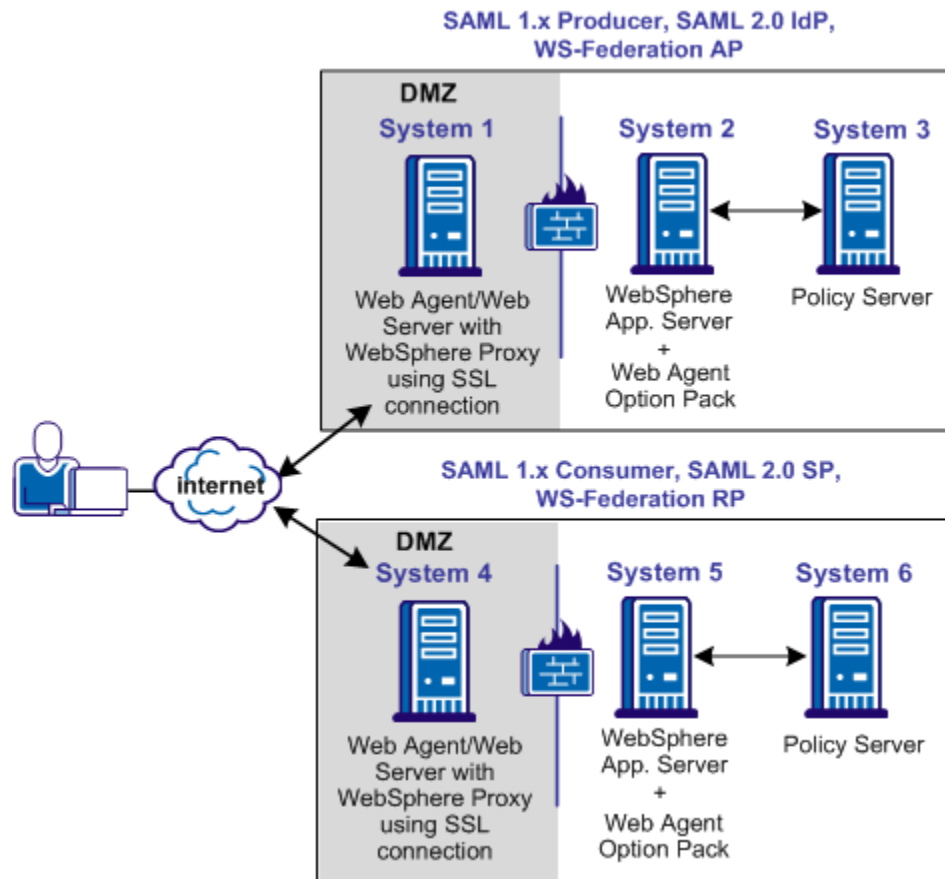 SAML 1.x Producer, SAML 2.0 IdP,
WS-Federation AP
DMZ
System 1
System 2
System 3
Web Agent/Web
Server with
WebSphere Proxy
using SSL
connection
WebSphere
App. Server
+
Web Agent
Option Pack
Policy Server
internet
SAML 1.x Consumer, SAML 2.0 SP,
WS-Federation RP
DMZ
System 4
System 5
System 6
Web Agent/Web
Server with
WebSphere Proxy
using SSL
connection
WebSphere
App. Server
+
Web Agent
Option Pack
Policy Server